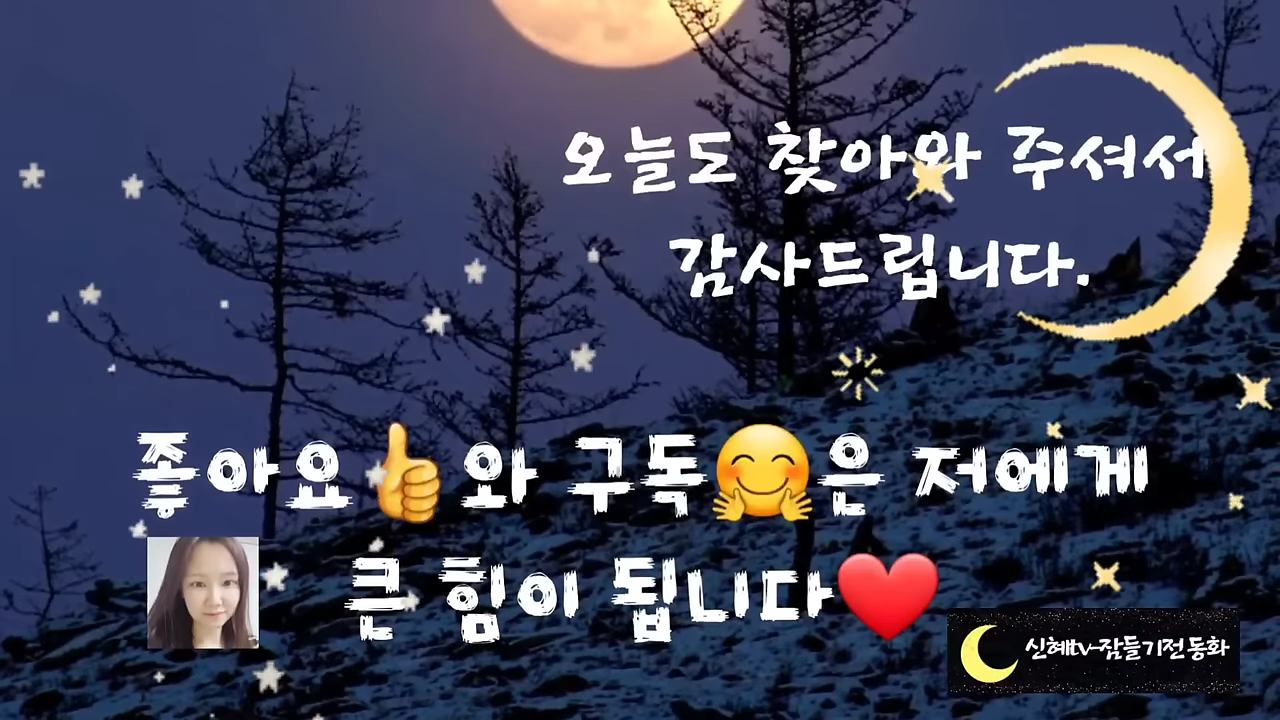 오늘도 찾아와 주셔서
감사드립니다.
좋아요👍와 구독🤗은 저에게
큰 힘이 됩니다❤️
신혜tv-잠들기전 동화